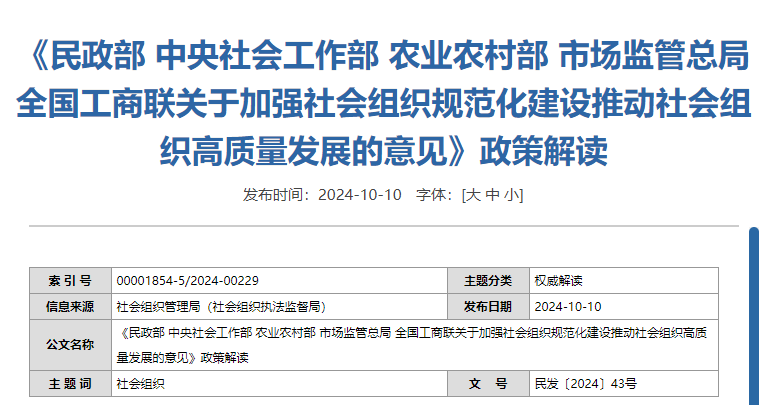 《民政部 中央社会工作部 农业农村部 市场监管总局
全国工商联关于加强社会组织规范化建设推动社会组
织高质量发展的意见》政策解读
发布时间：2024-10-10 字体：[大 中 小]
索 引 号 00001854-5/2024-00229 主题分类 权威解读
信息来源 社会组织管理局（社会组织执法监督局） 发布日期 2024-10-10
公文名称 《民政部 中央社会工作部 农业农村部 市场监管总局 全国工商联关于加强社会组织规范化建设推动社会组织高质
量发展的意见》政策解读
主 题 词 社会组织 文 号 民发〔2024〕43号